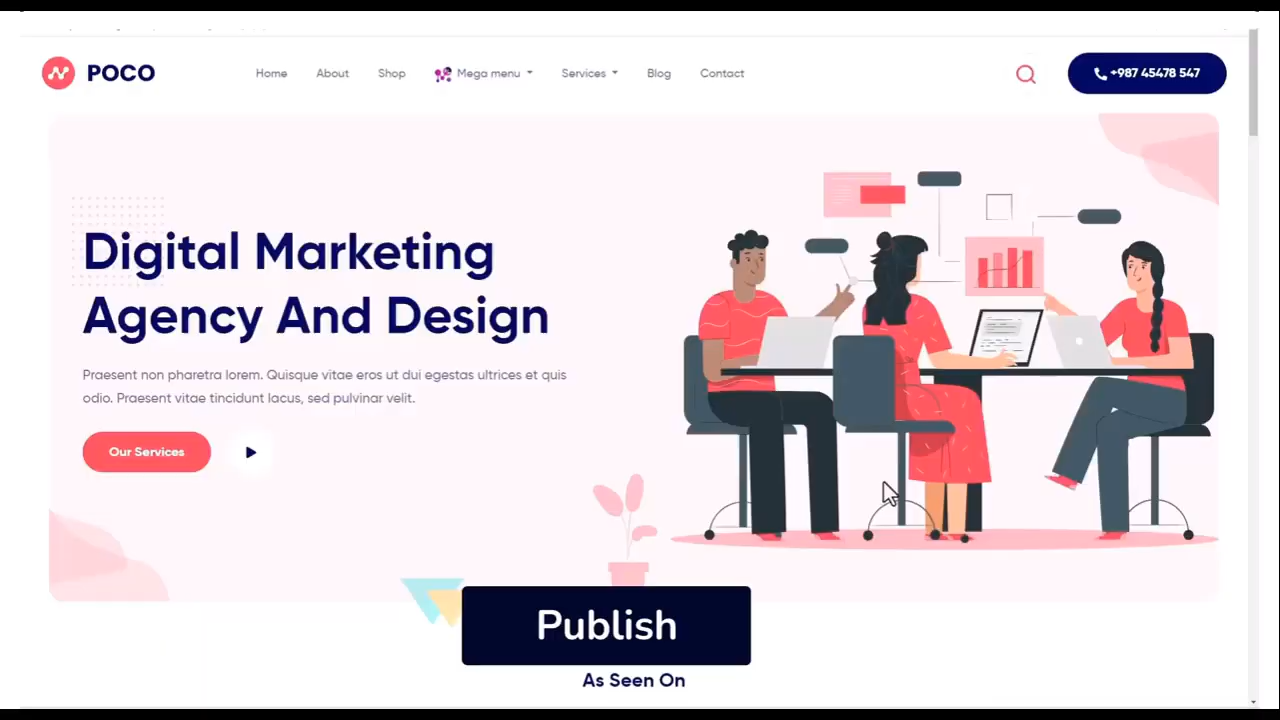 POCO
Home About Shop Mega menu Services Blog Contact
+987 45478 547
Digital Marketing
Agency And Design
Praesent non pharetra lorem. Quisque vitae eros ut dui egestas ultrices et quis
odio. Praesent vitae tincidunt lacus, sed pulvinar velit.
Our Services
Publish
As Seen On